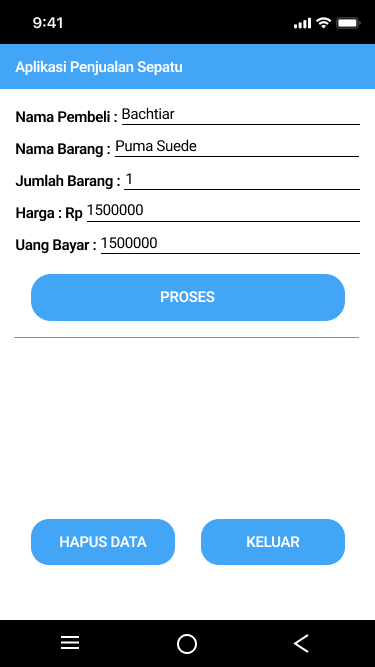 9:41
Aplikasi Penjualan Sepatu
Nama Pembeli : Bachtiar
Nama Barang : Puma Suede
Jumlah Barang : 1
Harga : Rp 1500000
Uang Bayar : 1500000
PROSES
HAPUS DATA KELUAR